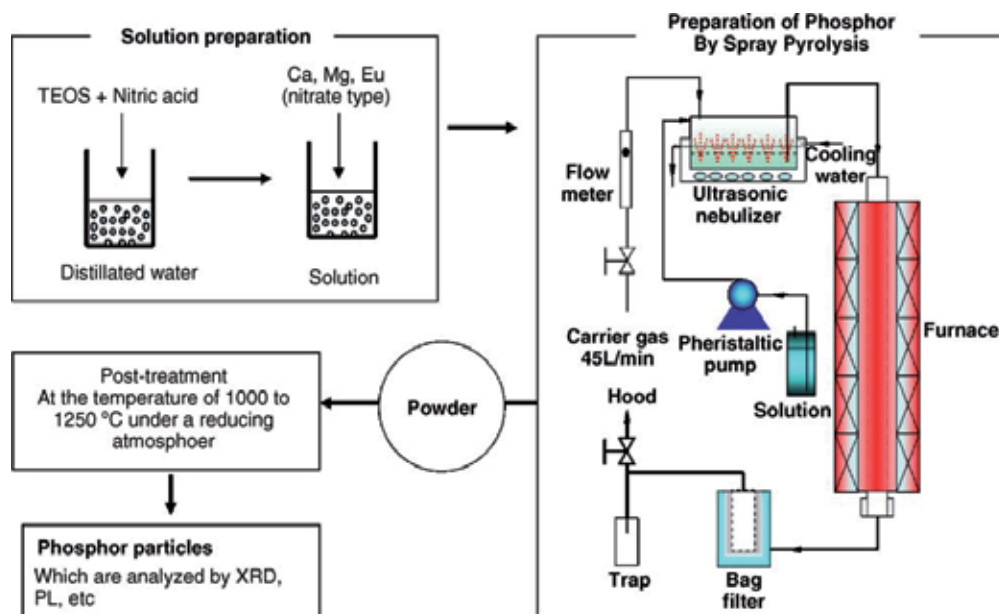 Solution preparation
TEOS + Nitric acid
Ca, Mg, Eu
(nitrate type)
Distillated water
Solution
Preparation of Phosphor
By Spray Pyrolysis
Flow
meter
Cooling
water
Ultrasonic
nebulizer
Carrier gas
45L/min
Pheristaltic
pump
Solution
Furnace
Hood
Trap
Bag
filter
Powder
Post-treatment
At the temperature of 1000 to
1250 °C under a reducing
atmosphoer
Phosphor particles
Which are analyzed by XRD,
PL, etc